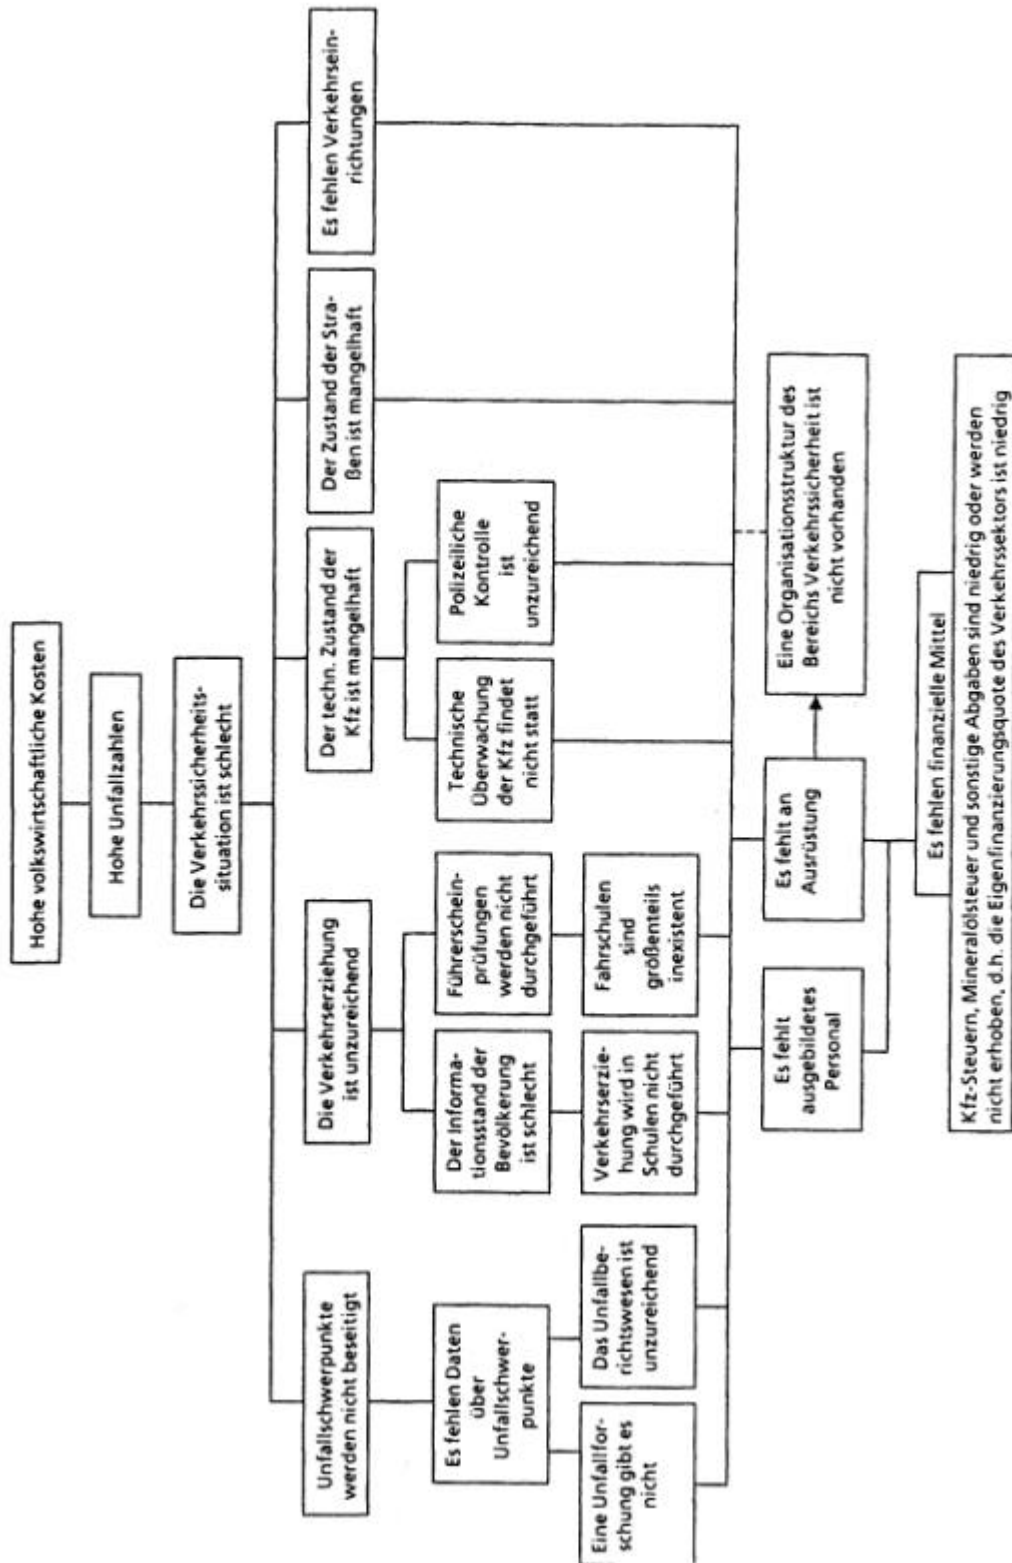 Hohe volkswirtschaftliche Kosten
Hohe Unfallzahlen
Die Verkehrssicherheits-
situation ist schlecht
Unfallschwerpunkte
werden nicht beseitigt
Die Verkehrserziehung
ist unzureichend
Der techn. Zustand der
Kfz ist mangelhaft
Der Zustand der Stra-
ßen ist mangelhaft
Es fehlen Verkehrsein-
richtungen
Es fehlen Daten
über
Unfallschwer-
punkte
Der Informa-
tionsstand der
Bevölkerung
ist schlecht
Führerschein-
prüfungen
werden nicht
durchgeführt
Technische
Überwachung
der Kfz findet
nicht statt
Polizeiliche
Kontrolle
ist
unzureichend
Eine Unfallfor-
schung gibt es
nicht
Das Unfallbe-
richtswesen ist
unzureichend
Verkehrserzie-
hung wird in
Schulen nicht
durchgeführt
Fahrschulen
sind
größenteils
inexistent
Es fehlt
ausgebildetes
Personal
Es fehlt an
Ausrüstung
Eine Organisationsstruktur des
Bereichs Verkehrssicherheit ist
nicht vorhanden
Es fehlen finanzielle Mittel
Kfz-Steuern, Mineralölsteuer und sonstige Abgaben sind niedrig oder werden
nicht erhoben, d.h. die Eigenfinanzierungsquote des Verkehrssektors ist niedrig